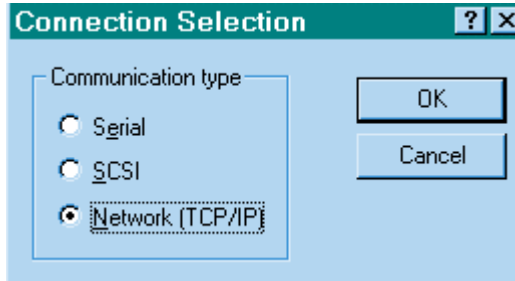 Connection Selection ? X
Communication type
Serial
SCSI
Network (TCP/IP)
OK
Cancel